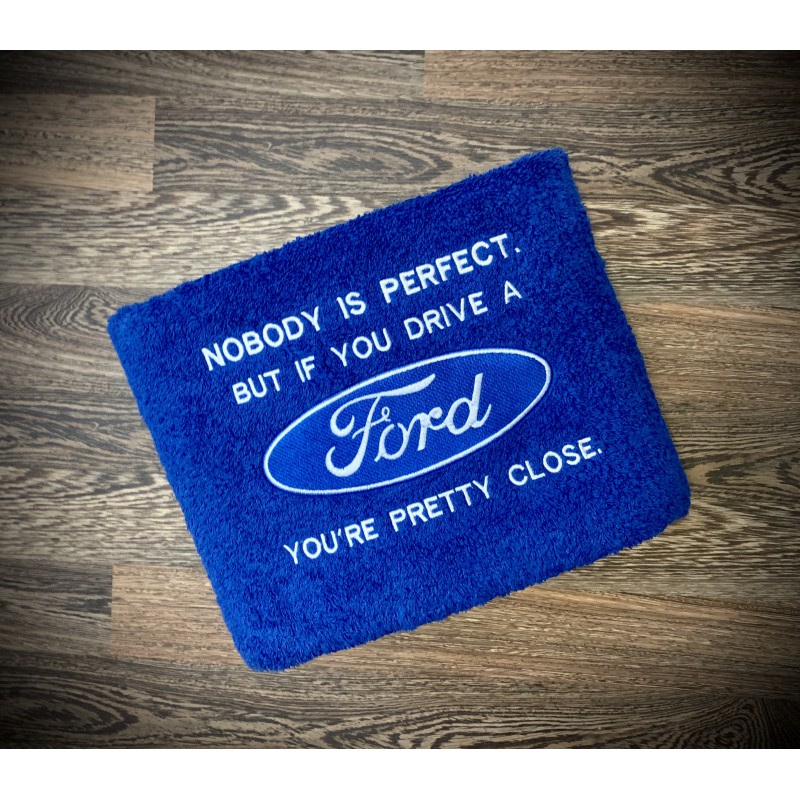 NOBODY IS PERFECT.
BUT IF YOU DRIVE A
Ford
YOU'RE PRETTY CLOSE.